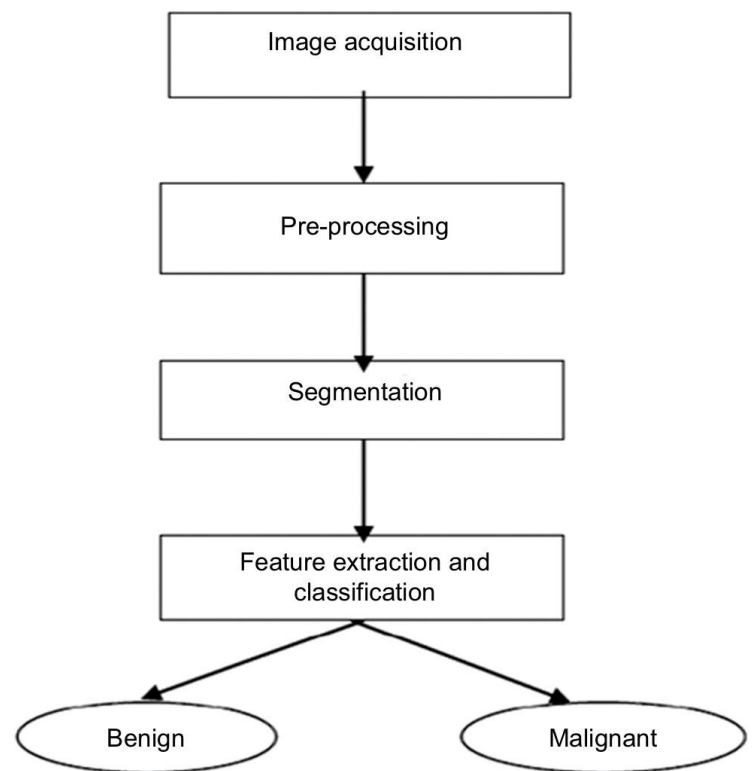 Image acquisition
Pre-processing
Segmentation
Feature extraction and
classification
Benign
Malignant